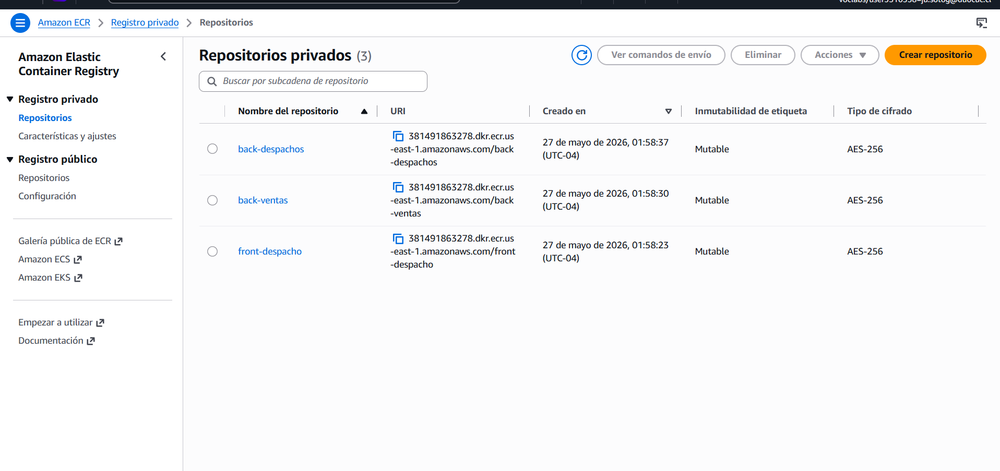 Amazon ECR > Registro privado > Repositorios
Amazon Elastic
Container Registry
Registro privado
Repositorios
Características y ajustes
Registro público
Repositorios
Configuración
Galería pública de ECR
Amazon ECS
Amazon EKS
Empezar a utilizar
Documentación
Repositorios privados (3)
Ver comandos de envío
Eliminar
Acciones
Crear repositorio
Buscar por subcadena de repositorio
Nombre del repositorio
URI
Creado en
Inmutabilidad de etiqueta
Tipo de cifrado
back-despachos
381491863278.dkr.ecr.us
-east-1.amazonaws.com/back
-despachos
27 de mayo de 2026, 01:58:37
(UTC-04)
Mutable
AES-256
back-ventas
381491863278.dkr.ecr.us
-east-1.amazonaws.com/back
-ventas
27 de mayo de 2026, 01:58:30
(UTC-04)
Mutable
AES-256
front-despacho
381491863278.dkr.ecr.us
-east-1.amazonaws.com/front
-despacho
27 de mayo de 2026, 01:58:23
(UTC-04)
Mutable
AES-256